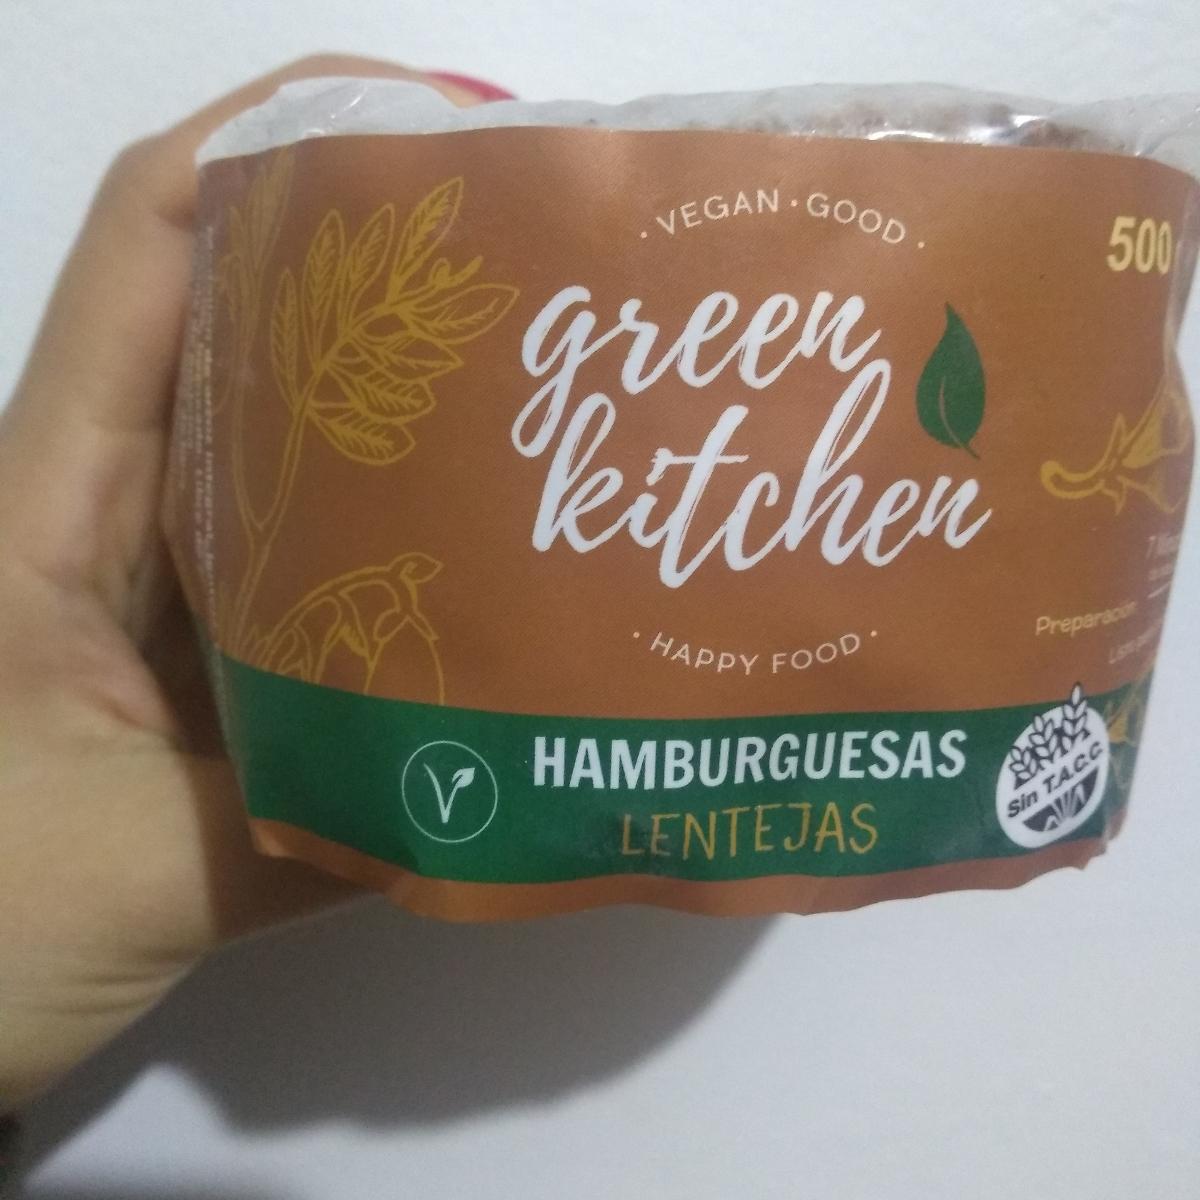 · VEGAN · GOOD ·
500
green
kitchen
· HAPPY FOOD ·
Preparación
HAMBURGUESAS
LENTEJAS
V
Sin T.A.C.C.